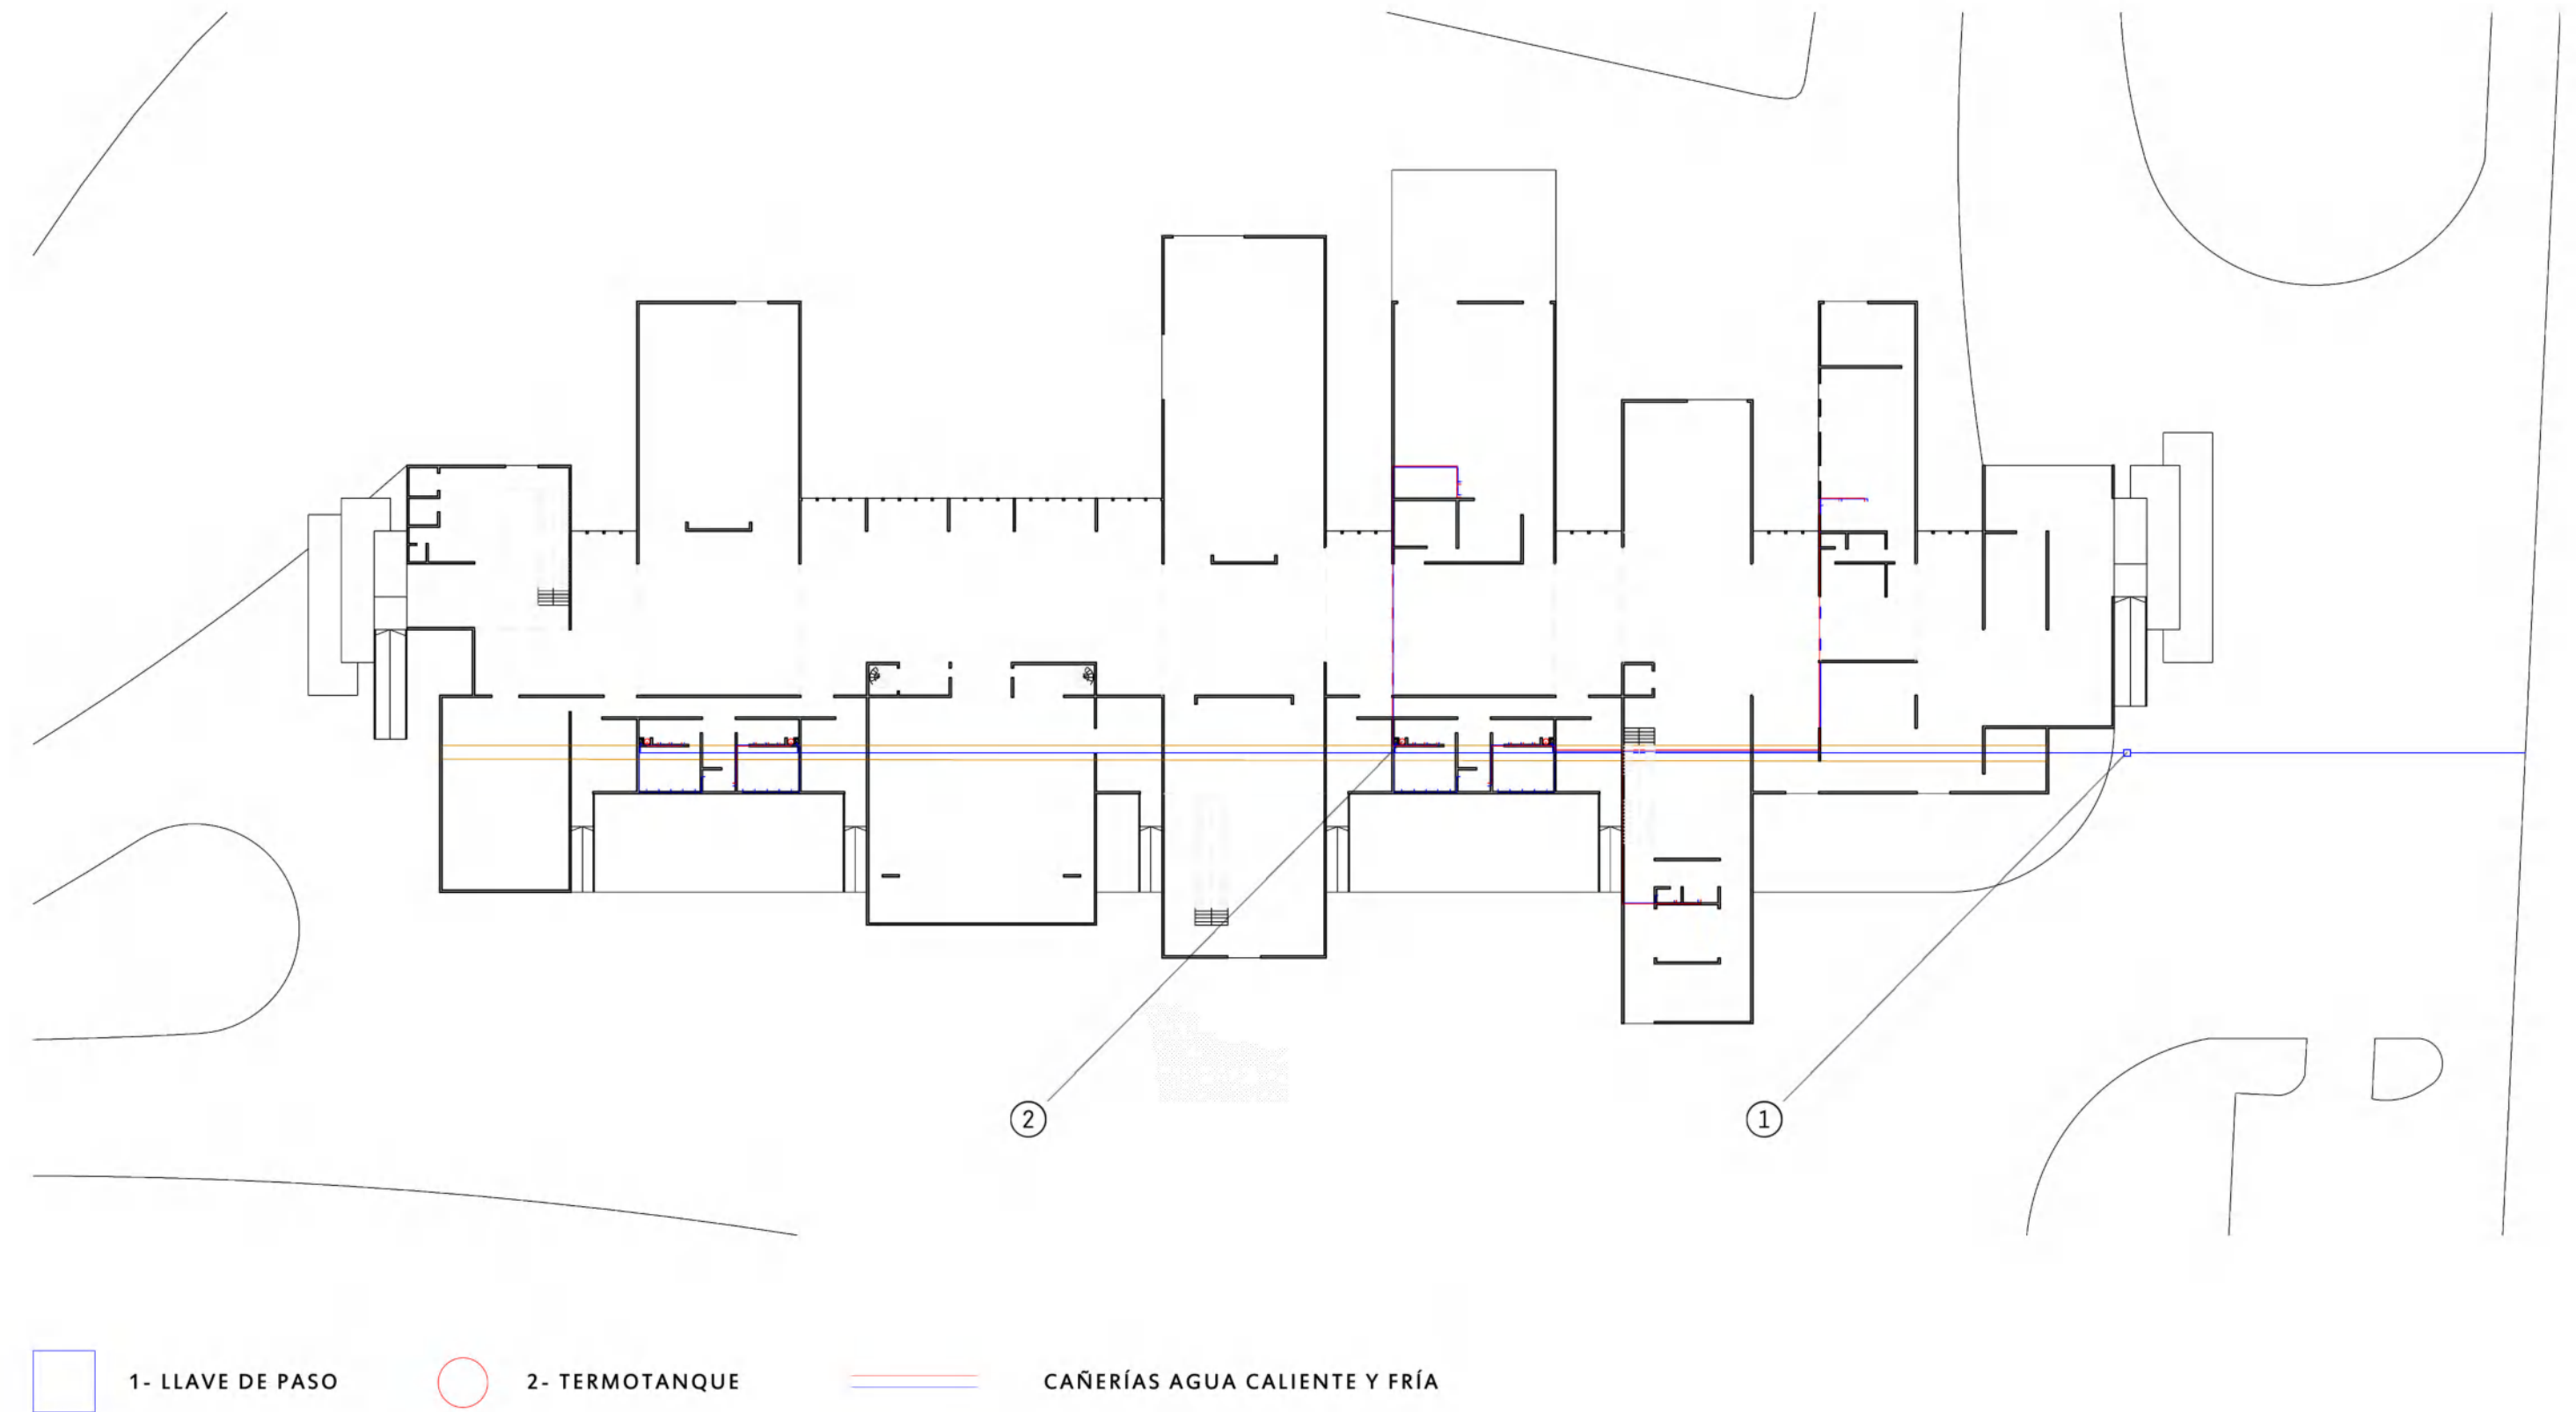 2
1
1- LLAVE DE PASO
2- TERMOTANQUE
CAÑERÍAS AGUA CALIENTE Y FRÍA